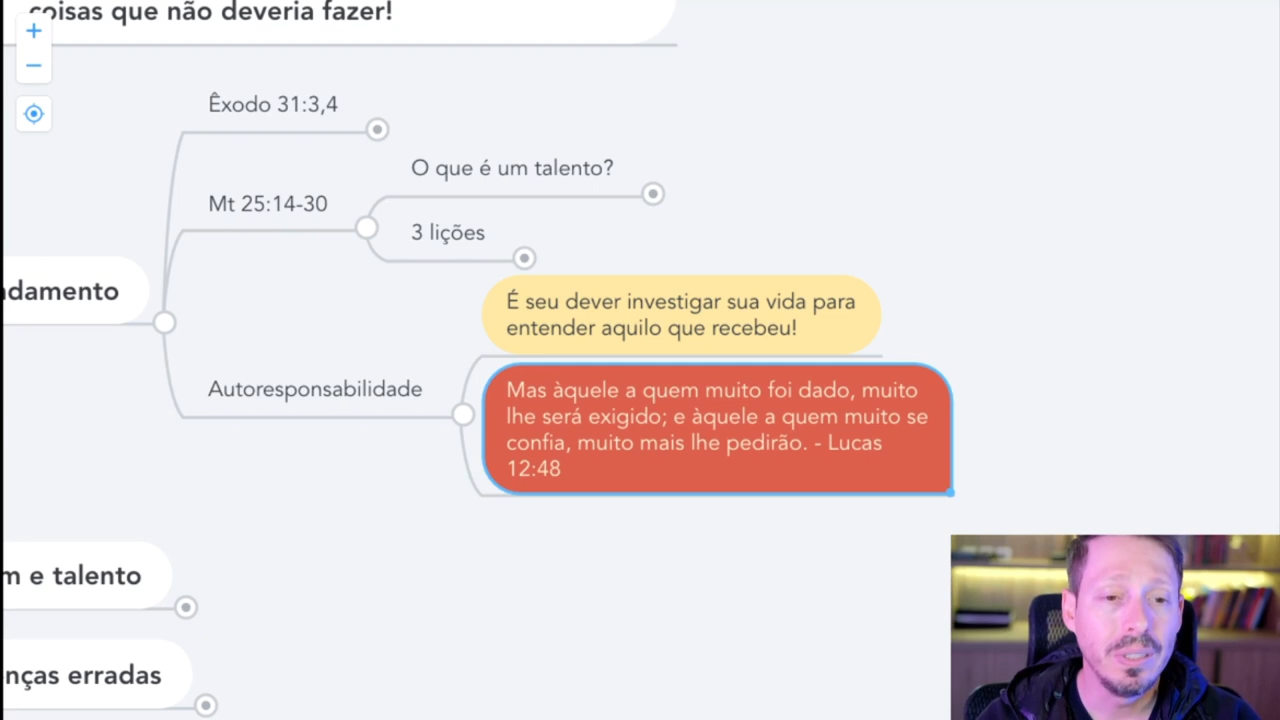 coisas que não deveria fazer!
Êxodo 31:3,4
O que é um talento?
Mt 25:14-30
3 lições
damento
É seu dever investigar sua vida para
entender aquilo que recebeu!
Autoresponsabilidade
Mas àquele a quem muito foi dado, muito
lhe será exigido; e àquele a quem muito se
confia, muito mais lhe pedirão. - Lucas
12:48
m e talento
nças erradas